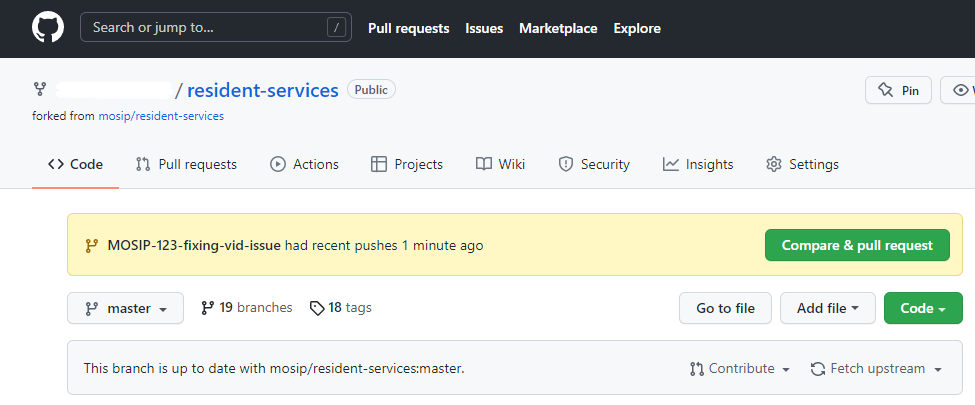 Search or jump to... /
Pull requests Issues Marketplace Explore
/ resident-services Public
Pin
forked from mosip/resident-services
Code Pull requests Actions Projects Wiki Security Insights Settings
MOSIP-123-fixing-vid-issue had recent pushes 1 minute ago
Compare & pull request
master 19 branches 18 tags
Go to file Add file Code
This branch is up to date with mosip/resident-services:master.
Contribute Fetch upstream